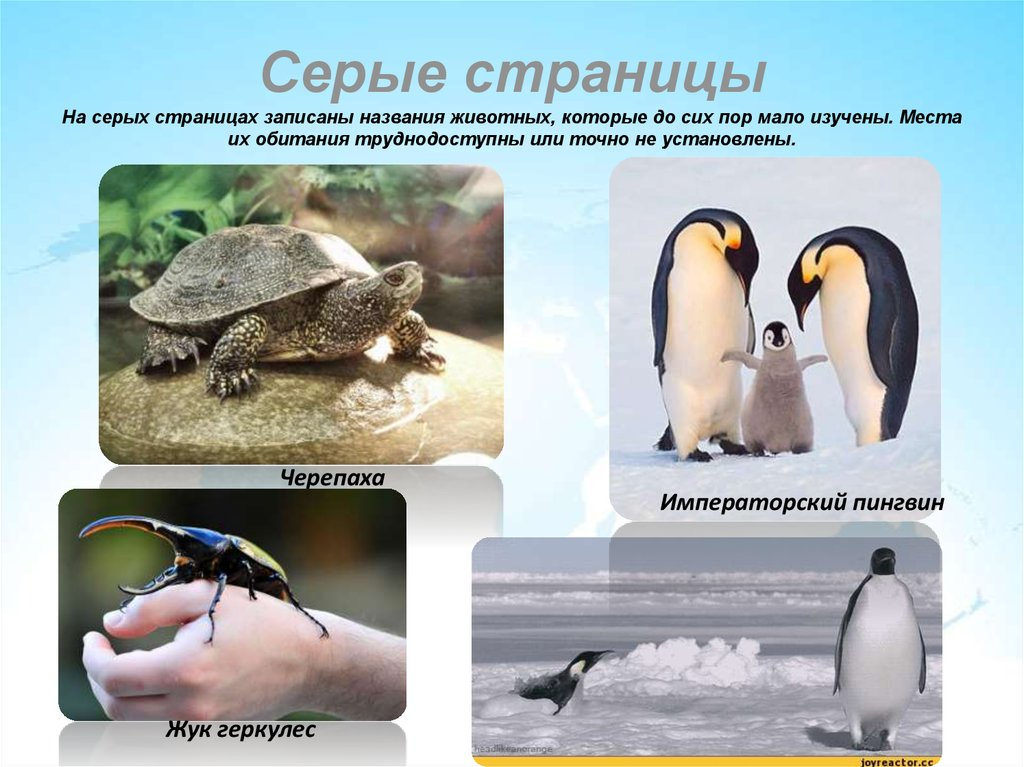 Серые страницы
На серых страницах записаны названия животных, которые до сих пор мало изучены. Места
их обитания труднодоступны или точно не установлены.
Черепаха
Императорский пингвин
Жук геркулес
headlikeanorange
joyreactor.cc